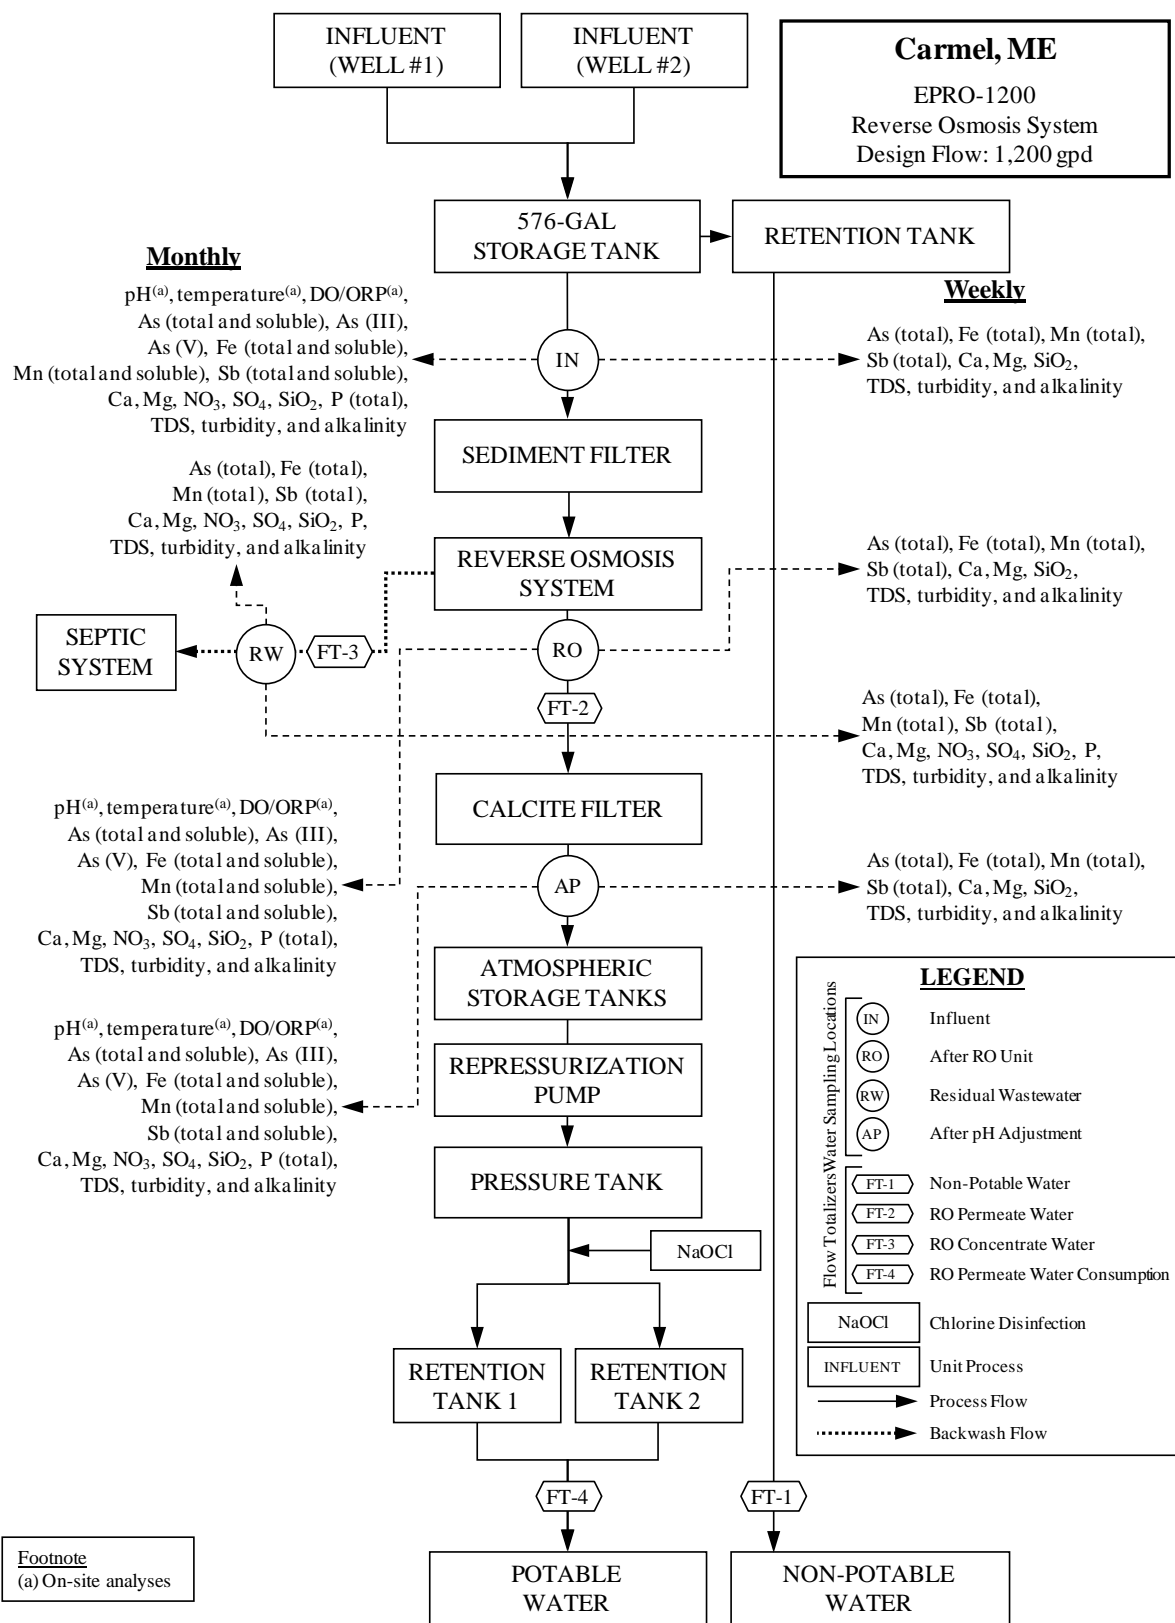 INFLUENT
(WELL #1)
INFLUENT
(WELL #2)
Carmel, ME
EPRO-1200
Reverse Osmosis System
Design Flow: 1,200 gpd
576-GAL
STORAGE TANK
RETENTION TANK
Monthly
pH(a), temperature(a), DO/ORP(a),
As (total and soluble), As (III),
As (V), Fe (total and soluble),
Mn (total and soluble), Sb (total and soluble),
Ca, Mg, NO3, SO4, SiO2, P (total),
TDS, turbidity, and alkalinity
IN
Weekly
As (total), Fe (total), Mn (total),
Sb (total), Ca, Mg, SiO2,
TDS, turbidity, and alkalinity
SEDIMENT FILTER
As (total), Fe (total),
Mn (total), Sb (total),
Ca, Mg, NO3, SO4, SiO2, P,
TDS, turbidity, and alkalinity
REVERSE OSMOSIS
SYSTEM
As (total), Fe (total), Mn (total),
Sb (total), Ca, Mg, SiO2,
TDS, turbidity, and alkalinity
SEPTIC
SYSTEM
RW
FT-3
RO
FT-2
As (total), Fe (total),
Mn (total), Sb (total),
Ca, Mg, NO3, SO4, SiO2, P,
TDS, turbidity, and alkalinity
CALCITE FILTER
pH(a), temperature(a), DO/ORP(a),
As (total and soluble), As (III),
As (V), Fe (total and soluble),
Mn (total and soluble),
Sb (total and soluble),
Ca, Mg, NO3, SO4, SiO2, P (total),
TDS, turbidity, and alkalinity
AP
As (total), Fe (total), Mn (total),
Sb (total), Ca, Mg, SiO2,
TDS, turbidity, and alkalinity
ATMOSPHERIC
STORAGE TANKS
pH(a), temperature(a), DO/ORP(a),
As (total and soluble), As (III),
As (V), Fe (total and soluble),
Mn (total and soluble),
Sb (total and soluble),
Ca, Mg, NO3, SO4, SiO2, P (total),
TDS, turbidity, and alkalinity
REPRESSURIZATION
PUMP
PRESSURE TANK
NaOCl
RETENTION
TANK 1
RETENTION
TANK 2
FT-4
FT-1
POTABLE
WATER
NON-POTABLE
WATER
LEGEND
Water Sampling Locations
IN Influent
RO After RO Unit
RW Residual Wastewater
AP After pH Adjustment
Flow Totalizers
FT-1 Non-Potable Water
FT-2 RO Permeate Water
FT-3 RO Concentrate Water
FT-4 RO Permeate Water Consumption
NaOCl Chlorine Disinfection
INFLUENT Unit Process
Process Flow
Backwash Flow
Footnote
(a) On-site analyses